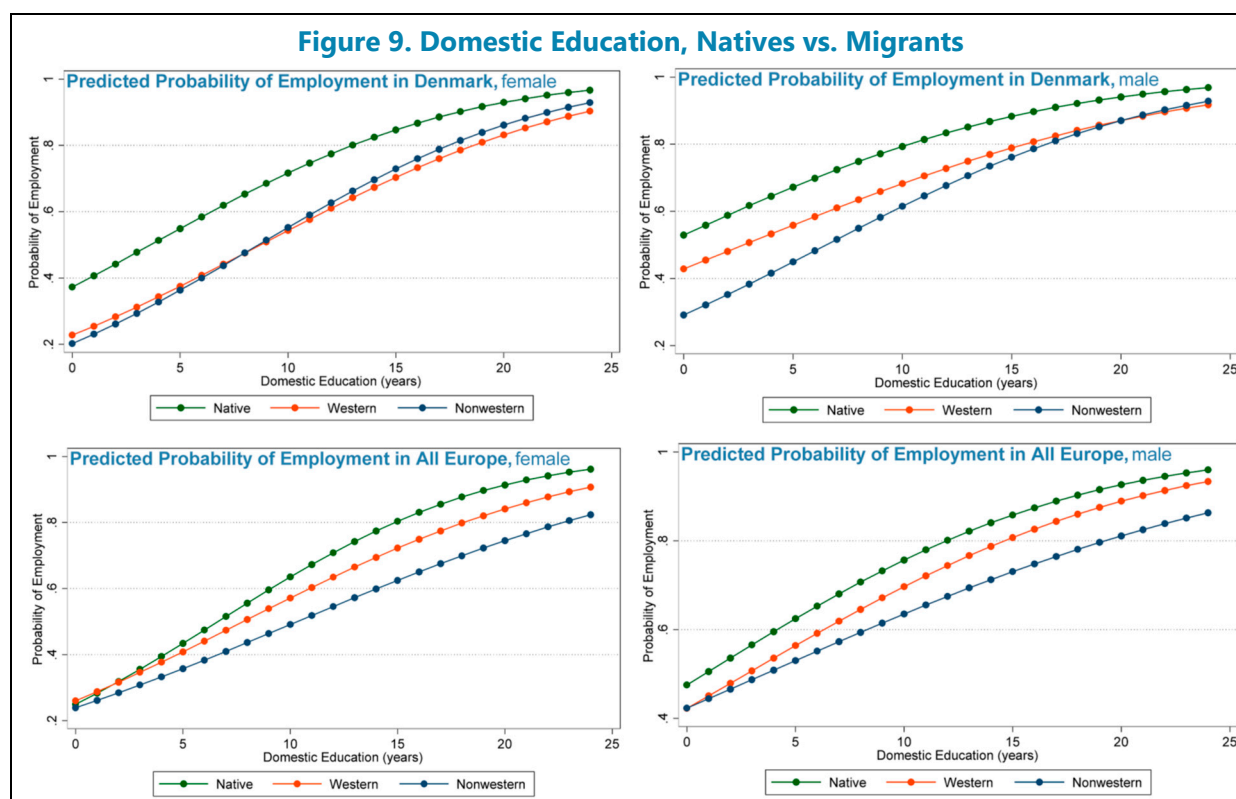 Figure 9. Domestic Education, Natives vs. Migrants
Predicted Probability of Employment in Denmark, female
Probability of Employment
1
.8
.6
.4
.2
0 5 10 15 20 25
Domestic Education (years)
Native Western Nonwestern
Predicted Probability of Employment in Denmark, male
Probability of Employment
1
.8
.6
.4
.2
0 5 10 15 20 25
Domestic Education (years)
Native Western Nonwestern
Predicted Probability of Employment in All Europe, female
Probability of Employment
1
.8
.6
.4
.2
0 5 10 15 20 25
Domestic Education (years)
Native Western Nonwestern
Predicted Probability of Employment in All Europe, male
Probability of Employment
1
.8
.6
.4
0 5 10 15 20 25
Domestic Education (years)
Native Western Nonwestern